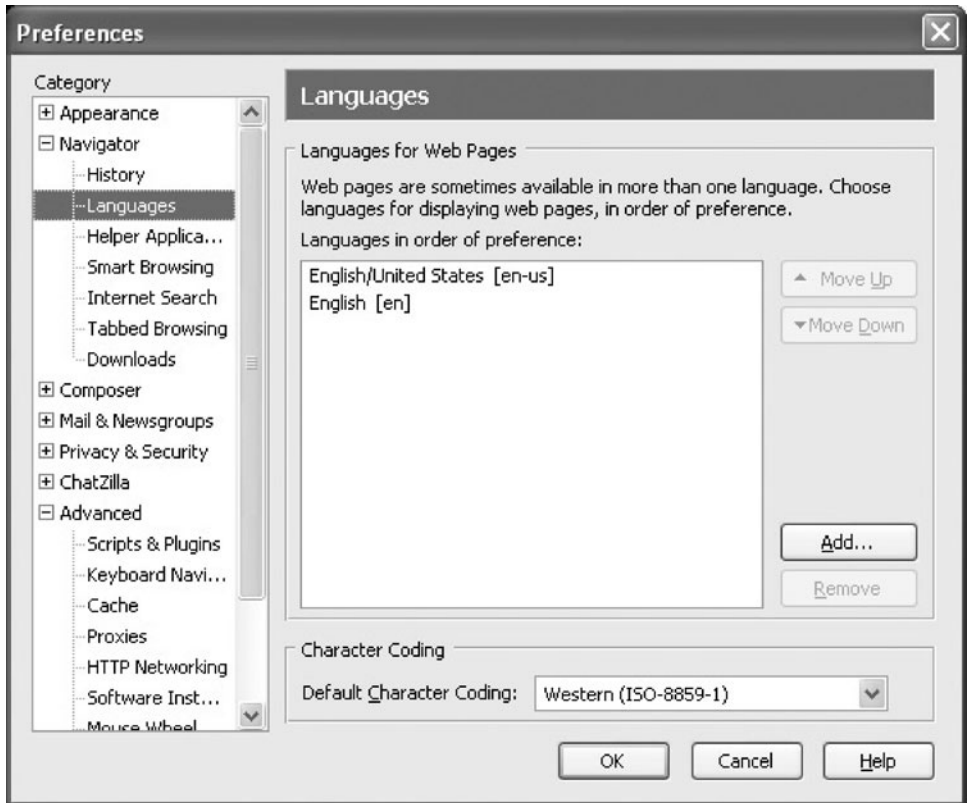 Preferences
Category
Appearance
Navigator
History
Languages
Helper Applica...
Smart Browsing
Internet Search
Tabbed Browsing
Downloads
Composer
Mail & Newsgroups
Privacy & Security
ChatZilla
Advanced
Scripts & Plugins
Keyboard Navi...
Cache
Proxies
HTTP Networking
Software Inst...
Mouse Wheel
Languages
Languages for Web Pages
Web pages are sometimes available in more than one language. Choose
languages for displaying web pages, in order of preference.
Languages in order of preference:
English/United States [en-us]
English [en]
Move Up
Move Down
Add...
Remove
Character Coding
Default Character Coding: Western (ISO-8859-1)
OK Cancel Help